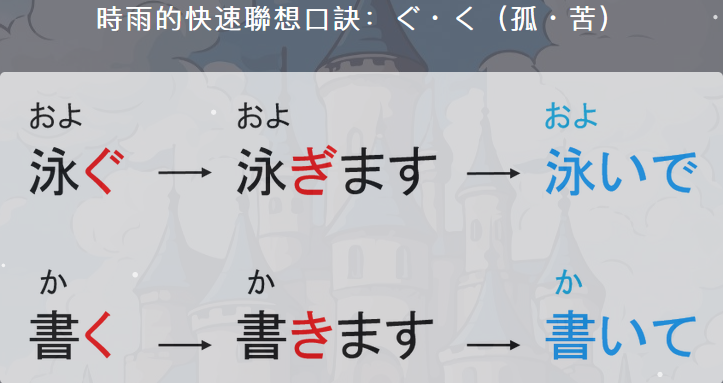 時雨的快速聯想口訣：ぐ・く（孤・苦）
およ　およ　およ
泳ぐ → 泳ぎます → 泳いで
か　か　か
書く → 書きます → 書いて